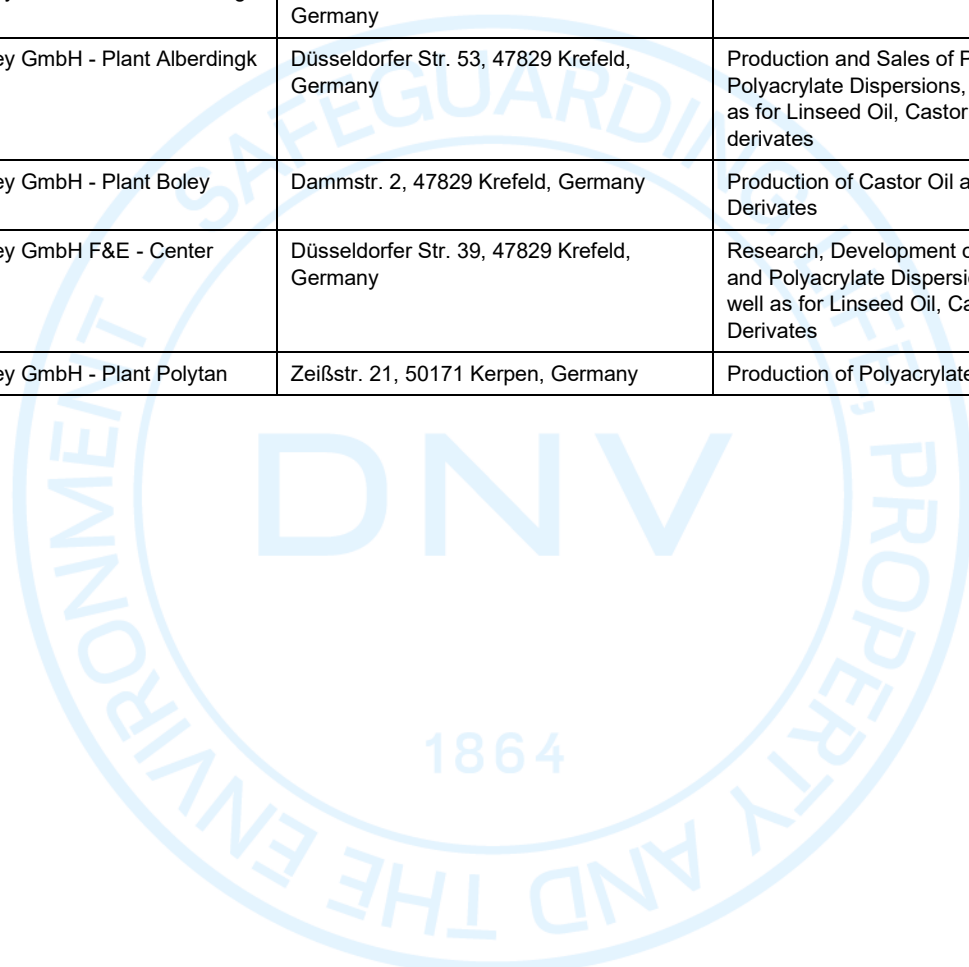 Germany
ey GmbH - Plant Alberdingk
Düsseldorfer Str. 53, 47829 Krefeld,
Germany
Production and Sales of P
Polyacrylate Dispersions,
as for Linseed Oil, Castor
derivates
ey GmbH - Plant Boley
Dammstr. 2, 47829 Krefeld, Germany
Production of Castor Oil a
Derivates
ey GmbH F&E - Center
Düsseldorfer Str. 39, 47829 Krefeld,
Germany
Research, Development o
and Polyacrylate Dispersi
well as for Linseed Oil, Ca
Derivates
ey GmbH - Plant Polytan
Zeißstr. 21, 50171 Kerpen, Germany
Production of Polyacrylate
SAFEGUARDING LIFE, PROPERTY AND THE ENVIRONMENT -
DNV
1864